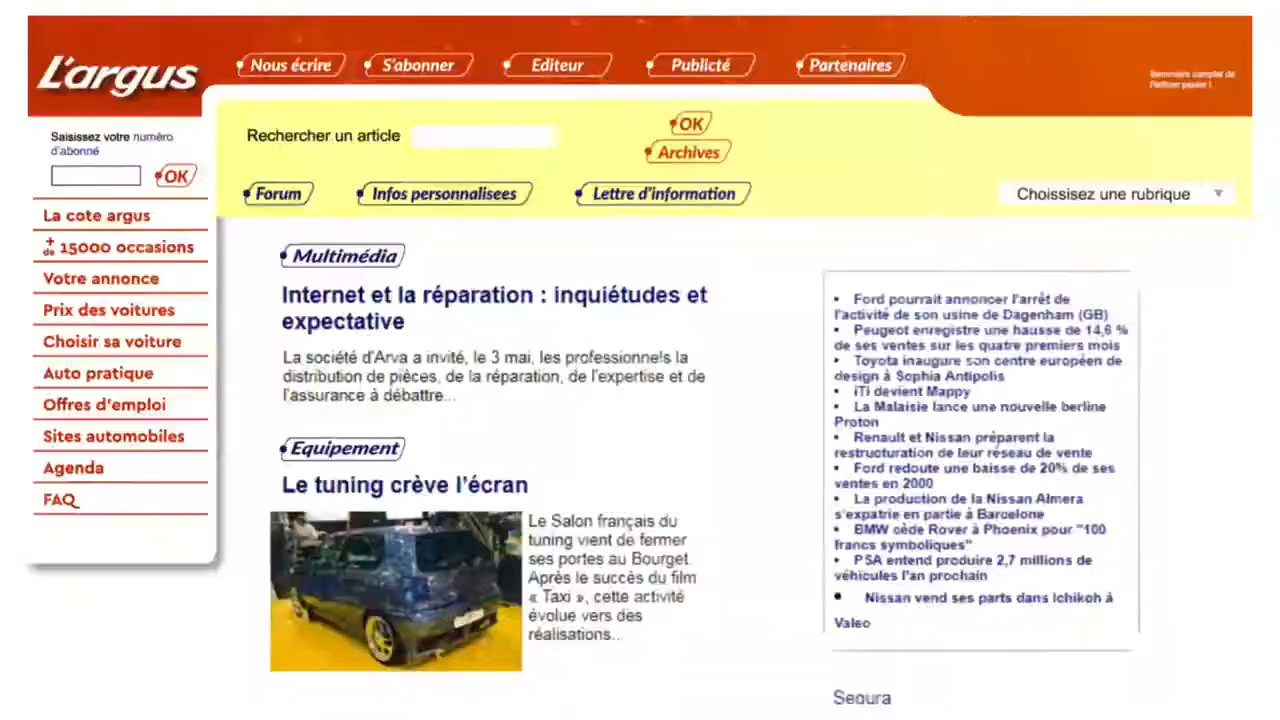 L'argus
Nous écrire
S'abonner
Editeur
Publicté
Partenaires
Sommaire complet de
l'édition papier !
Saisissez votre numéro
d'abonné
OK
Rechercher un article
OK
Archives
Forum
Infos personnalisees
Lettre d'information
Choissisez une rubrique
La cote argus
+ de 15000 occasions
Votre annonce
Prix des voitures
Choisir sa voiture
Auto pratique
Offres d'emploi
Sites automobiles
Agenda
FAQ
Multimédia
Internet et la réparation : inquiétudes et
expectative
La société d'Arva a invité, le 3 mai, les professionnels la
distribution de pièces, de la réparation, de l'expertise et de
l'assurance à débattre...
Equipement
Le tuning crève l'écran
Le Salon français du
tuning vient de fermer
ses portes au Bourget.
Après le succès du film
« Taxi », cette activité
évolue vers des
réalisations...
• Ford pourrait annoncer l'arrêt de
l'activité de son usine de Dagenham (GB)
• Peugeot enregistre une hausse de 14,6 %
de ses ventes sur les quatre premiers mois
• Toyota inaugure son centre européen de
design à Sophia Antipolis
• iTi devient Mappy
• La Malaisie lance une nouvelle berline
Proton
• Renault et Nissan préparent la
restructuration de leur réseau de vente
• Ford redoute une baisse de 20% de ses
ventes en 2000
• La production de la Nissan Almera
s'expatrie en partie à Barcelone
• BMW cède Rover à Phoenix pour "100
francs symboliques"
• PSA entend produire 2,7 millions de
véhicules l'an prochain
• Nissan vend ses parts dans Ichikoh à
Valeo
Segura